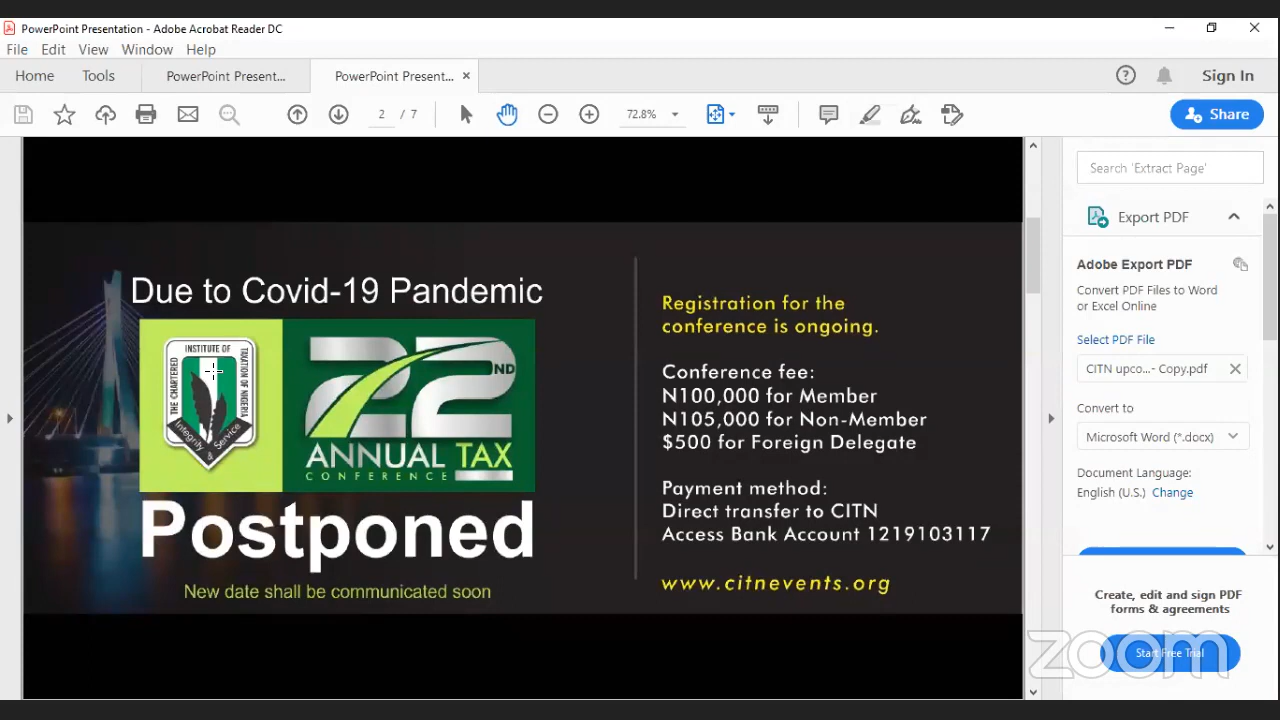 PowerPoint Presentation - Adobe Acrobat Reader DC
File Edit View Window Help
Home Tools PowerPoint Present... PowerPoint Present... × Sign In
2 / 7 72.8% Share
Search 'Extract Page'
Export PDF
Adobe Export PDF
Convert PDF Files to Word
or Excel Online
Select PDF File
CITN upco...- Copy.pdf
Convert to
Microsoft Word (*.docx)
Document Language:
English (U.S.) Change
Create, edit and sign PDF
forms & agreements
Start Free Trial
Due to Covid-19 Pandemic
THE CHARTERED INSTITUTE OF TAXATION OF NIGERIA
Integrity & Service
22ND
ANNUAL TAX
CONFERENCE
Postponed
New date shall be communicated soon
Registration for the
conference is ongoing.
Conference fee:
N100,000 for Member
N105,000 for Non-Member
$500 for Foreign Delegate
Payment method:
Direct transfer to CITN
Access Bank Account 1219103117
www.citnevents.org
zoom